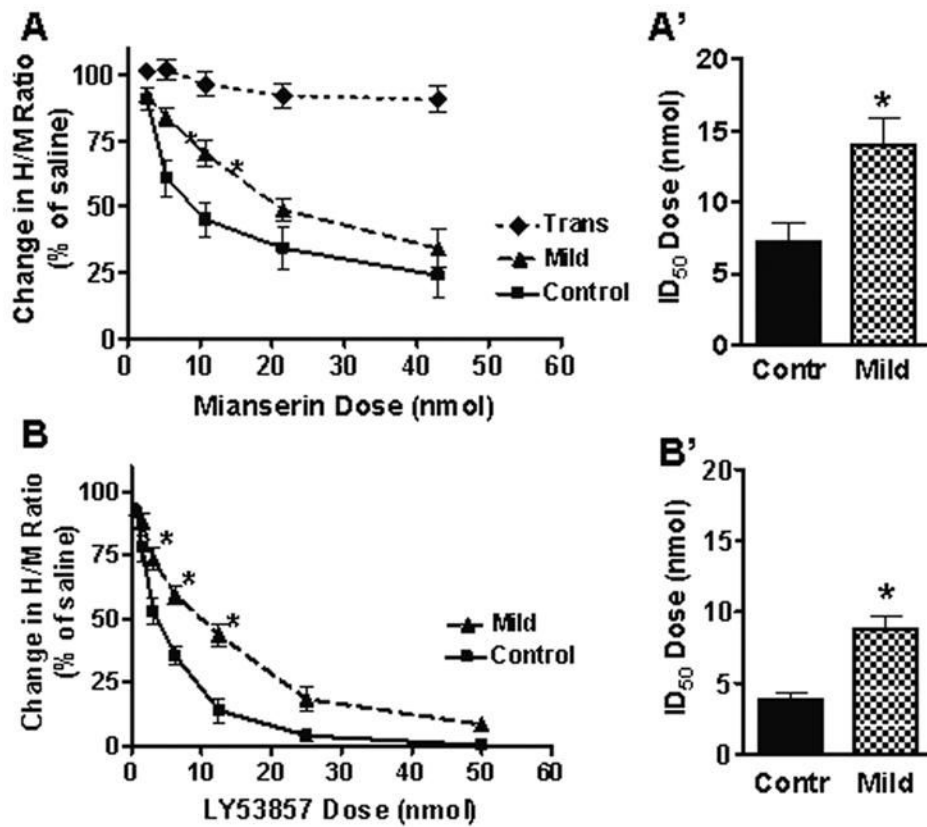 A
Change in H/M Ratio
(% of saline)
100
75
50
25
0
* *
Trans
Mild
Control
0 10 20 30 40 50 60
Mianserin Dose (nmol)
A'
ID50 Dose (nmol)
20
15
10
5
0
*
Contr Mild
B
Change in H/M Ratio
(% of saline)
100
75
50
25
0
* * *
Mild
Control
0 10 20 30 40 50 60
LY53857 Dose (nmol)
B'
ID50 Dose (nmol)
20
15
10
5
0
*
Contr Mild